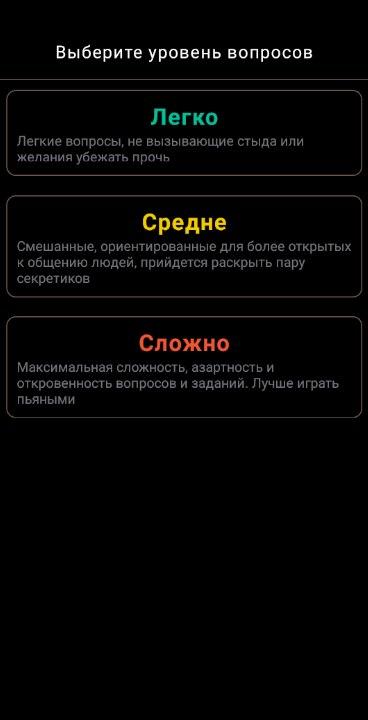 Выберите уровень вопросов
Легко
Легкие вопросы, не вызывающие стыда или
желания убежать прочь
Средне
Смешанные, ориентированные для более открытых
к общению людей, прийдется раскрыть пару
секретиков
Сложно
Максимальная сложность, азартность и
откровенность вопросов и заданий. Лучше играть
пьяными